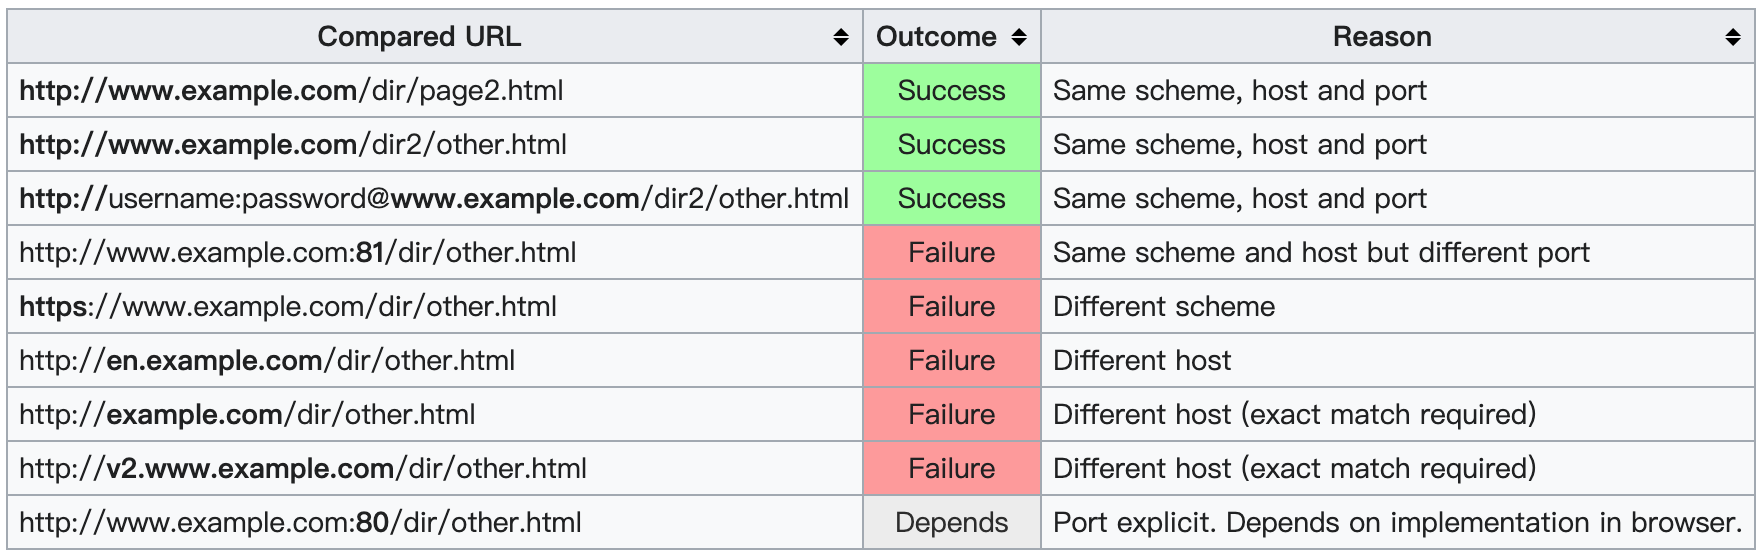 Compared URL Outcome Reason
http://www.example.com/dir/page2.html Success Same scheme, host and port
http://www.example.com/dir2/other.html Success Same scheme, host and port
http://username:password@www.example.com/dir2/other.html Success Same scheme, host and port
http://www.example.com:81/dir/other.html Failure Same scheme and host but different port
https://www.example.com/dir/other.html Failure Different scheme
http://en.example.com/dir/other.html Failure Different host
http://example.com/dir/other.html Failure Different host (exact match required)
http://v2.www.example.com/dir/other.html Failure Different host (exact match required)
http://www.example.com:80/dir/other.html Depends Port explicit. Depends on implementation in browser.